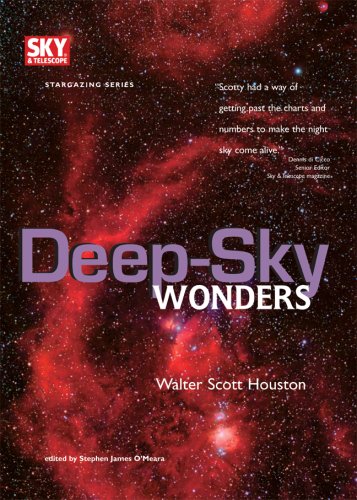 SKY
& TELESCOPE
STARGAZING SERIES
"Scotty had a way of
getting past the charts and
numbers to make the night
sky come alive."
Dennis di Cicco
Senior Editor
Sky & Telescope magazine
Deep-Sky
WONDERS
Walter Scott Houston
edited by Stephen James O'Meara